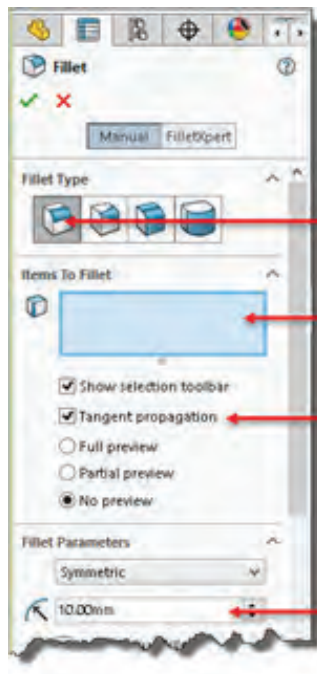 Fillet
Manual FilletXpert
Fillet Type
Items To Fillet
Show selection toolbar
Tangent propagation
Full preview
Partial preview
No preview
Fillet Parameters
Symmetric
10.00mm